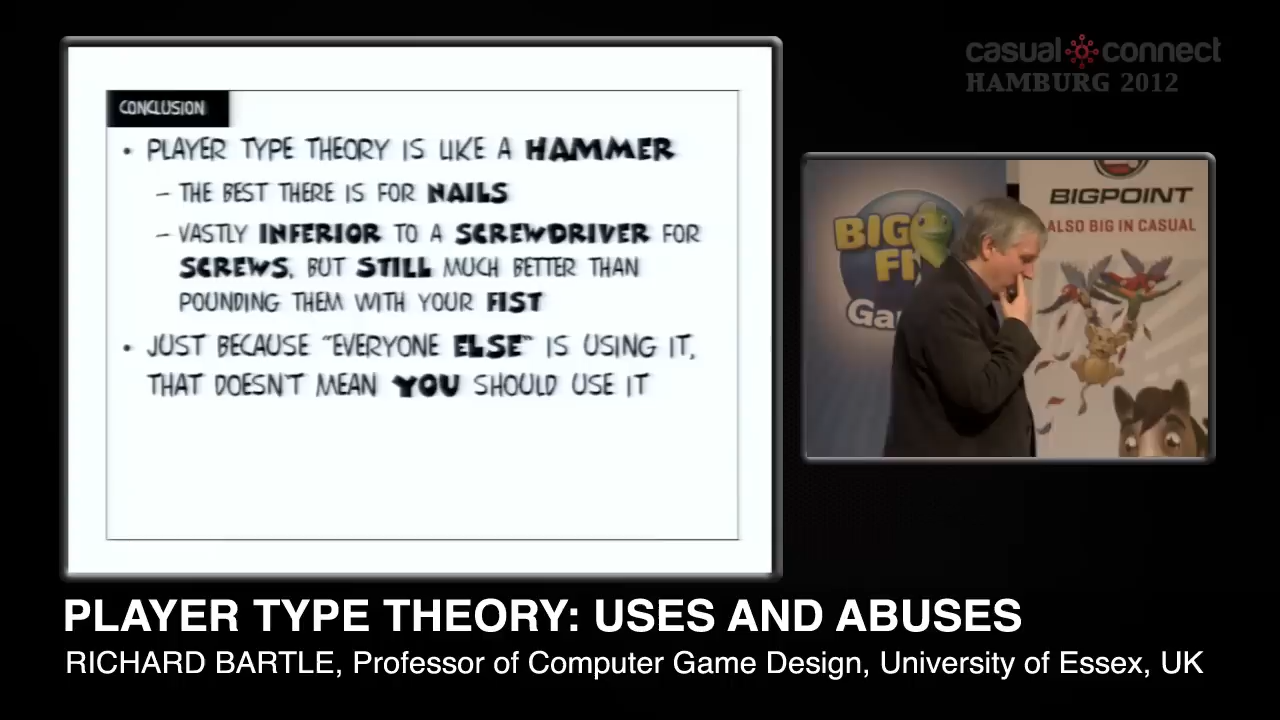 casual connect
HAMBURG 2012
CONCLUSION
• PLAYER TYPE THEORY IS LIKE A HAMMER
– THE BEST THERE IS FOR NAILS
– VASTLY INFERIOR TO A SCREWDRIVER FOR
SCREWS, BUT STILL MUCH BETTER THAN
POUNDING THEM WITH YOUR FIST
• JUST BECAUSE "EVERYONE ELSE" IS USING IT,
THAT DOESN'T MEAN YOU SHOULD USE IT
BIG
BIGPOINT
ALSO BIG IN CASUAL
PLAYER TYPE THEORY: USES AND ABUSES
RICHARD BARTLE, Professor of Computer Game Design, University of Essex, UK